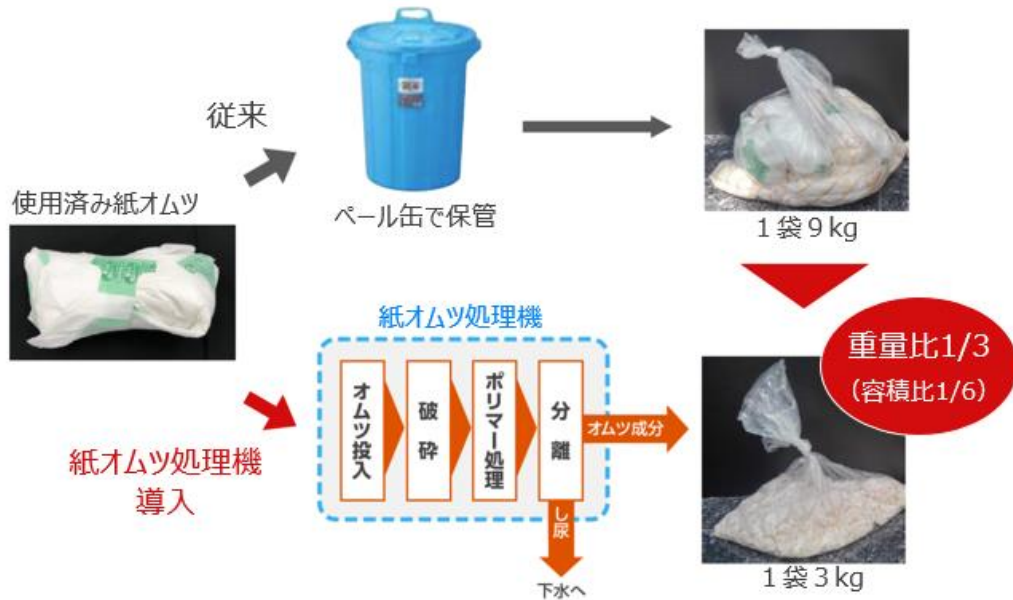 従来
使用済み紙オムツ
ペール缶で保管
1袋9kg
紙オムツ処理機
重量比1/3
(容積比1/6)
オムツ投入
破砕
ポリマー処理
分離
オムツ成分
し尿
下水へ
紙オムツ処理機
導入
1袋3kg